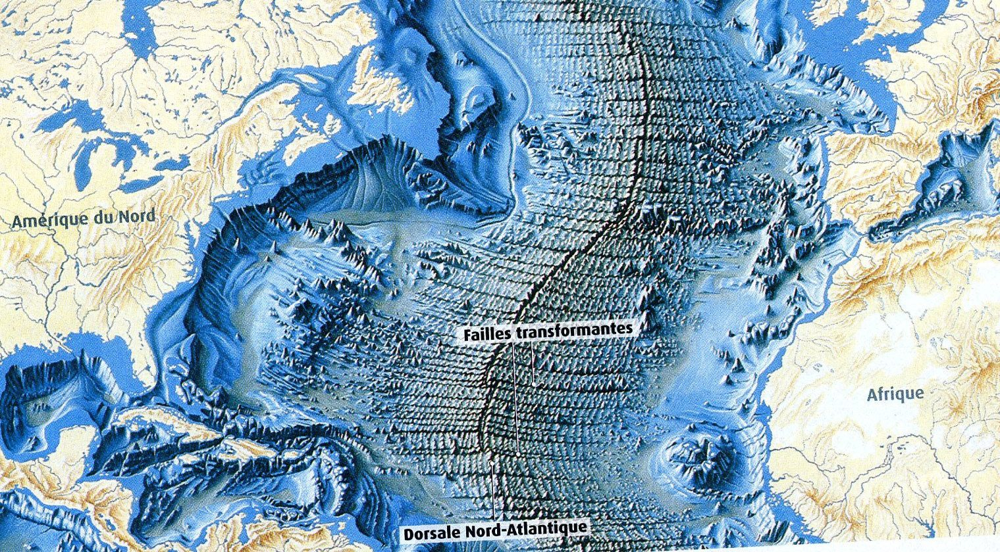 Amérique du Nord
Failles transformantes
Afrique
Dorsale Nord-Atlantique